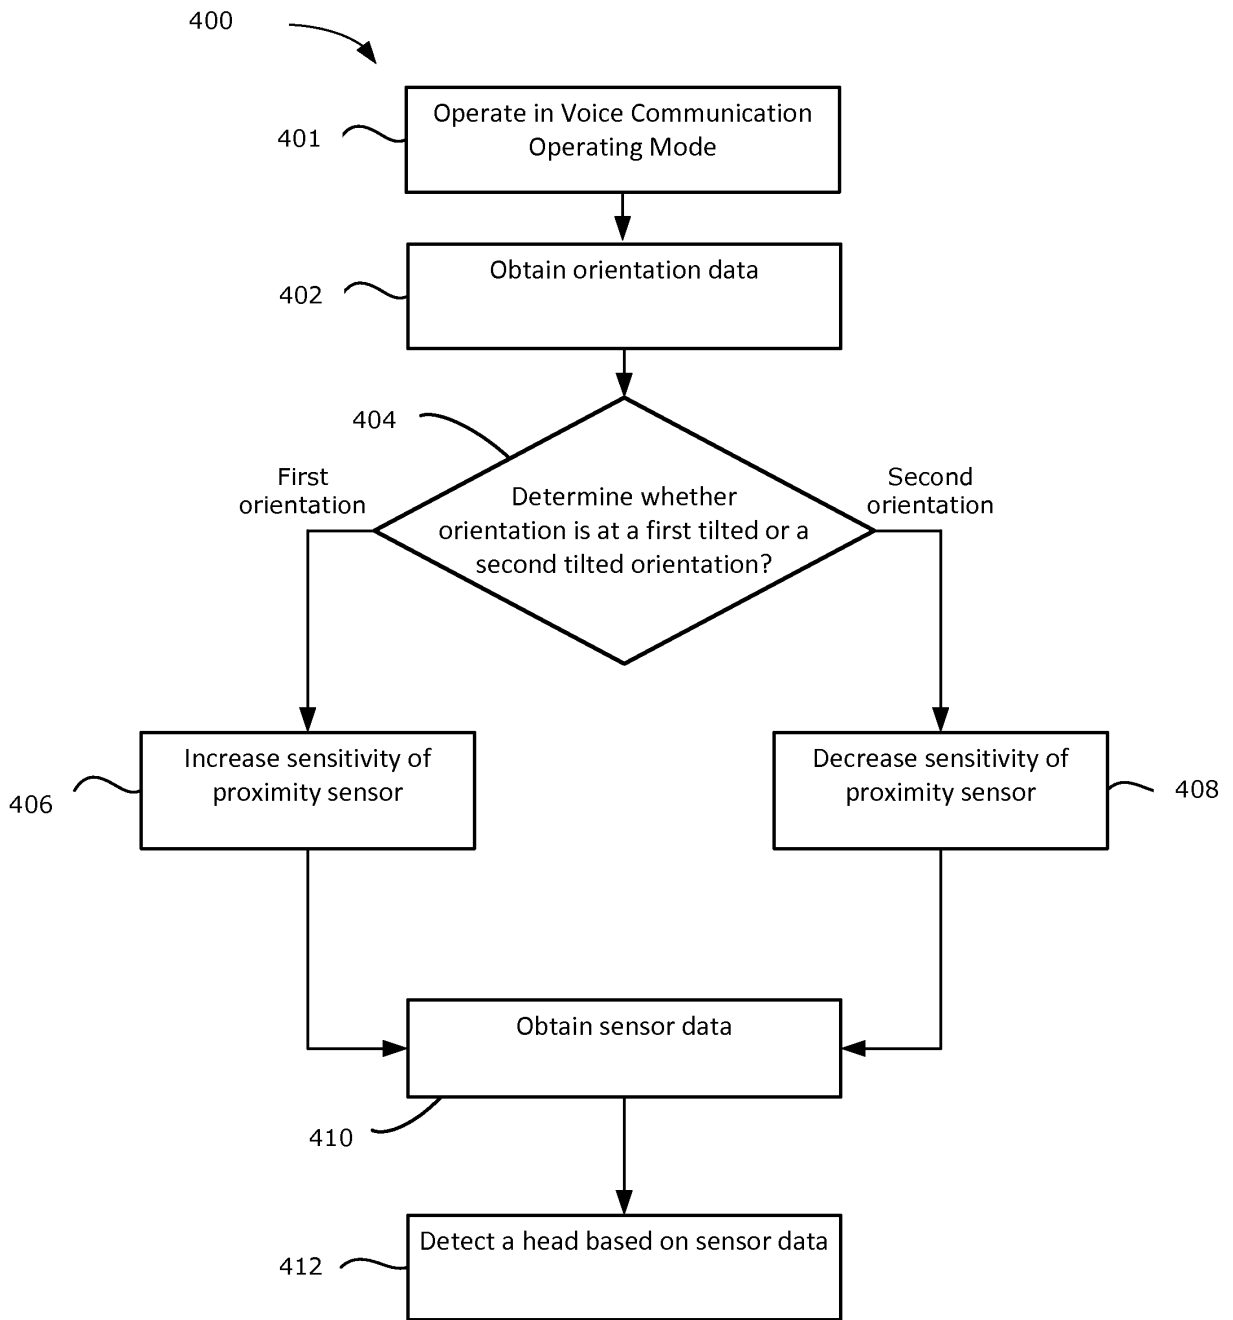 400
Operate in Voice Communication
Operating Mode
401
Obtain orientation data
402
404
First
orientation
Second
orientation
Determine whether
orientation is at a first tilted or a
second tilted orientation?
Increase sensitivity of
proximity sensor
406
Decrease sensitivity of
proximity sensor
408
Obtain sensor data
410
Detect a head based on sensor data
412